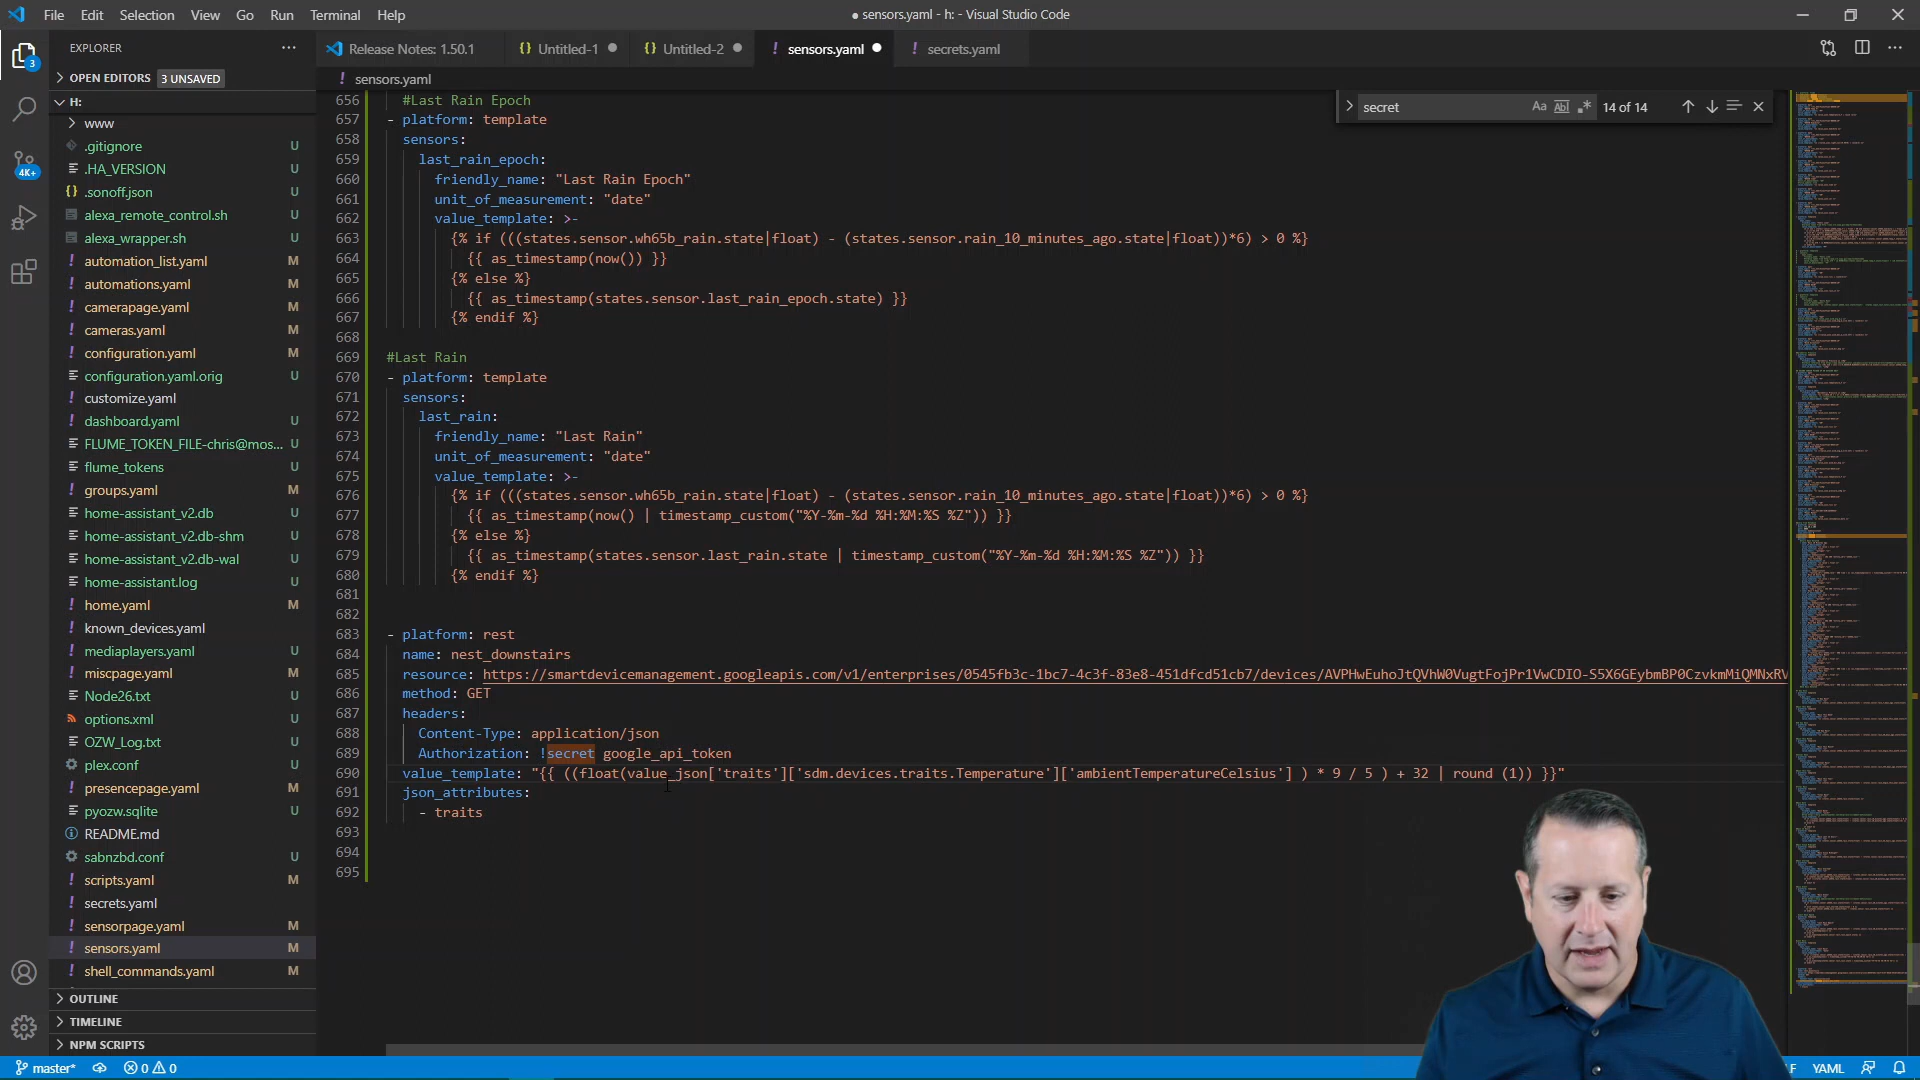 File Edit Selection View Go Run Terminal Help
● sensors.yaml - h: - Visual Studio Code
EXPLORER
Release Notes: 1.50.1
Untitled-1
Untitled-2
sensors.yaml
secrets.yaml
OPEN EDITORS 3 UNSAVED
sensors.yaml
H:
www
.gitignore U
.HA_VERSION U
.sonoff.json U
alexa_remote_control.sh U
alexa_wrapper.sh U
automation_list.yaml M
automations.yaml M
camerapage.yaml M
cameras.yaml M
configuration.yaml M
configuration.yaml.orig U
customize.yaml
dashboard.yaml U
FLUME_TOKEN_FILE-chris@mos... U
flume_tokens U
groups.yaml M
home-assistant_v2.db U
home-assistant_v2.db-shm U
home-assistant_v2.db-wal U
home-assistant.log U
home.yaml M
known_devices.yaml
mediaplayers.yaml U
miscpage.yaml M
Node26.txt U
options.xml U
OZW_Log.txt U
plex.conf U
presencepage.yaml M
pyozw.sqlite U
README.md
sabnzbd.conf U
scripts.yaml M
secrets.yaml
sensorpage.yaml M
sensors.yaml M
shell_commands.yaml M
OUTLINE
TIMELINE
NPM SCRIPTS
3
4K+
secret Aa Abl .* 14 of 14
656 #Last Rain Epoch
657 - platform: template
658 sensors:
659 last_rain_epoch:
660 friendly_name: "Last Rain Epoch"
661 unit_of_measurement: "date"
662 value_template: >-
663 {% if (((states.sensor.wh65b_rain.state|float) - (states.sensor.rain_10_minutes_ago.state|float))*6) > 0 %}
664 {{ as_timestamp(now()) }}
665 {% else %}
666 {{ as_timestamp(states.sensor.last_rain_epoch.state) }}
667 {% endif %}
668
669 #Last Rain
670 - platform: template
671 sensors:
672 last_rain:
673 friendly_name: "Last Rain"
674 unit_of_measurement: "date"
675 value_template: >-
676 {% if (((states.sensor.wh65b_rain.state|float) - (states.sensor.rain_10_minutes_ago.state|float))*6) > 0 %}
677 {{ as_timestamp(now() | timestamp_custom("%Y-%m-%d %H:%M:%S %Z")) }}
678 {% else %}
679 {{ as_timestamp(states.sensor.last_rain.state | timestamp_custom("%Y-%m-%d %H:%M:%S %Z")) }}
680 {% endif %}
681
682
683 - platform: rest
684 name: nest_downstairs
685 resource: https://smartdevicemanagement.googleapis.com/v1/enterprises/0545fb3c-1bc7-4c3f-83e8-451dfcd51cb7/devices/AVPHwEuhoJtQVhW0VugtFojPr1VwCDIO-S5X6GEybmBP0CzvkmMiQMNxRV
686 method: GET
687 headers:
688 Content-Type: application/json
689 Authorization: !secret google_api_token
690 value_template: "{{ ((float(value_json['traits']['sdm.devices.traits.Temperature']['ambientTemperatureCelsius'] ) * 9 / 5 ) + 32 | round (1)) }}"
691 json_attributes:
692 - traits
693
694
695
master* 0 0
F YAML